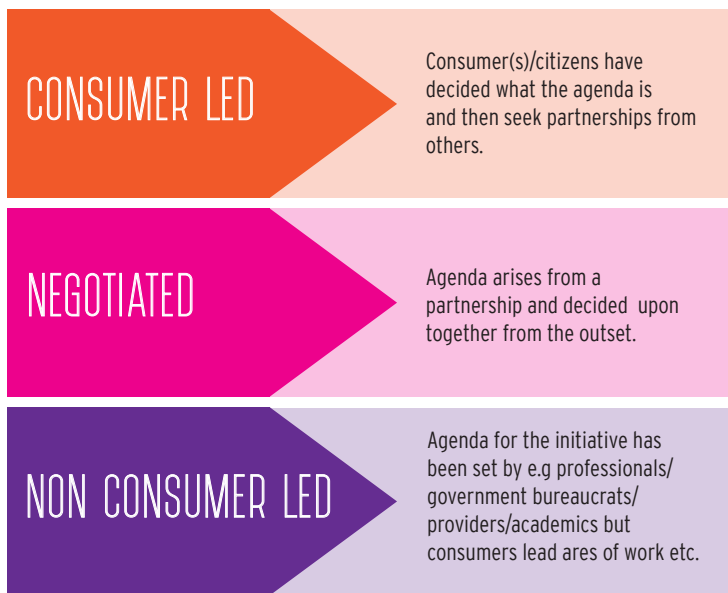 CONSUMER LED
Consumer(s)/citizens have
decided what the agenda is
and then seek partnerships from
others.
NEGOTIATED
Agenda arises from a
partnership and decided  upon
together from the outset.
NON CONSUMER LED
Agenda for the initiative has
been set by e.g professionals/
government bureaucrats/
providers/academics but
consumers lead ares of work etc.